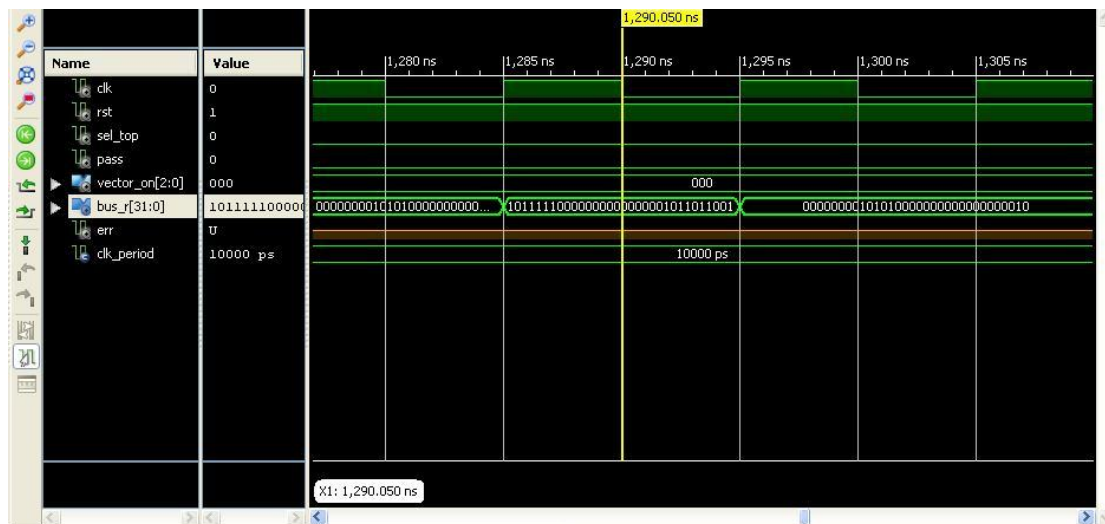 1,290.050 ns
Name Value 1,280 ns 1,285 ns 1,290 ns 1,295 ns 1,300 ns 1,305 ns
clk 0
rst 1
sel_top 0
pass 0
vector_on[2:0] 000 000
bus_r[31:0] 101111100000 10111110000000000000001011011001
err U
clk_period 10000 ps 10000 ps
X1: 1,290.050 ns